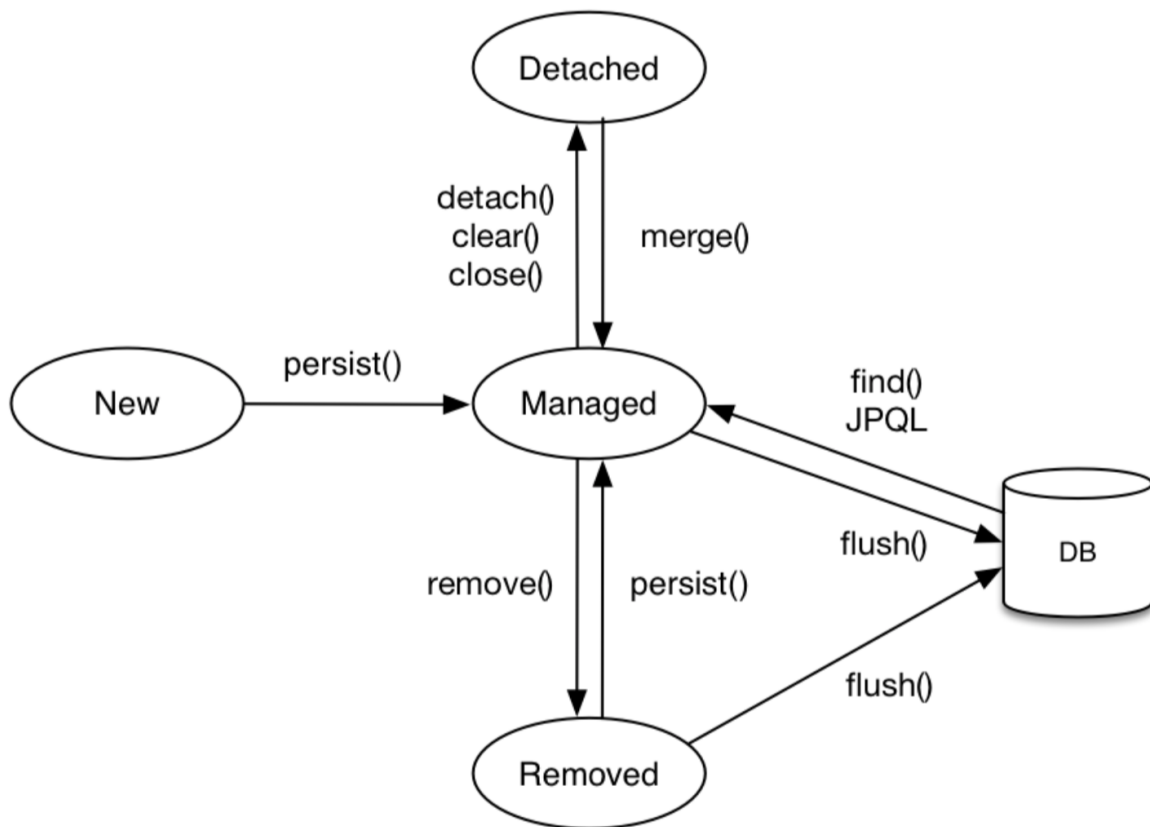 Detached
detach()
clear()
close()
merge()
persist()
New
Managed
find()
JPQL
flush()
DB
remove()
persist()
flush()
Removed